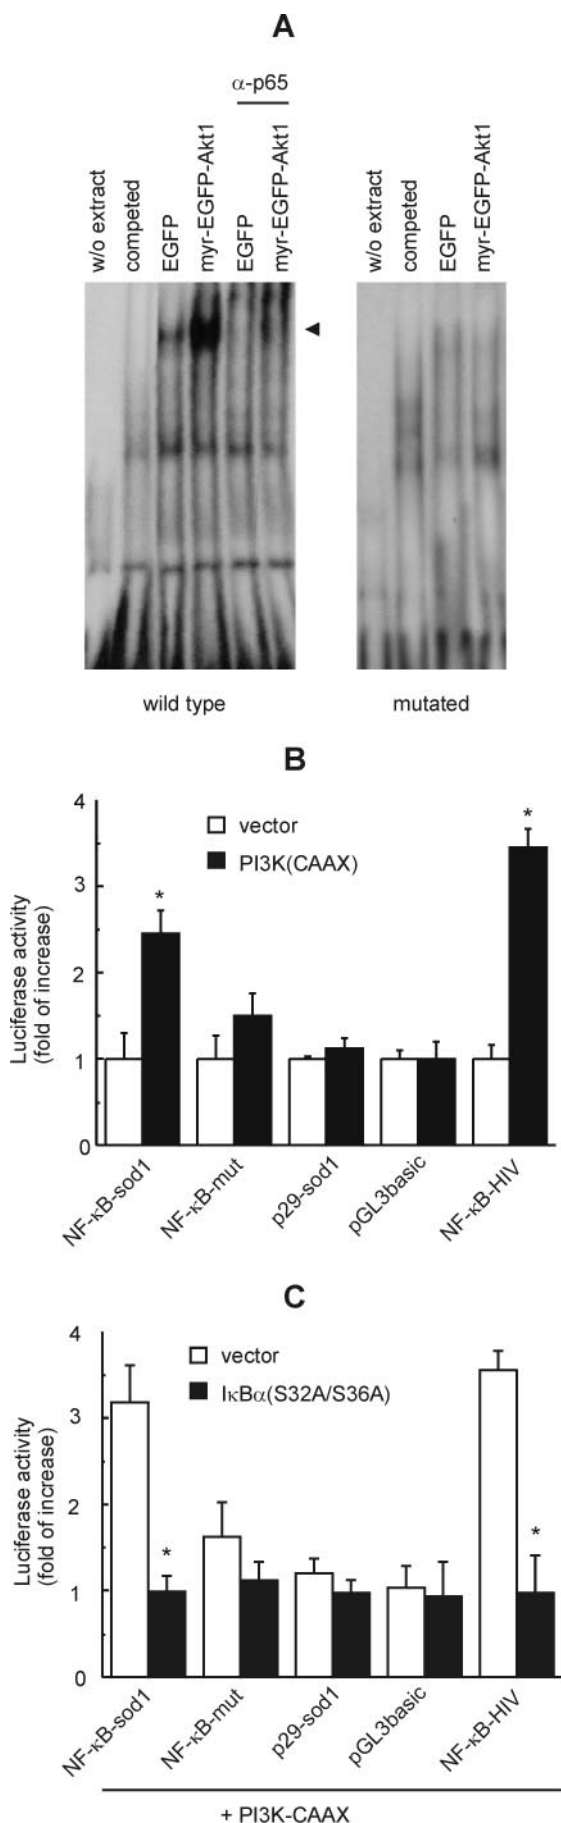 A
α-p65
w/o extract
competed
EGFP
myr-EGFP-Akt1
EGFP
myr-EGFP-Akt1
w/o extract
competed
EGFP
myr-EGFP-Akt1
wild type
mutated
B
Luciferase activity
(fold of increase)
4
3
2
1
0
vector
PI3K(CAAX)
*
*
NF-κB-sod1
NF-κB-mut
p29-sod1
pGL3basic
NF-κB-HIV
C
Luciferase activity
(fold of increase)
4
3
2
1
0
vector
IκBα(S32A/S36A)
*
*
NF-κB-sod1
NF-κB-mut
p29-sod1
pGL3basic
NF-κB-HIV
+ PI3K-CAAX